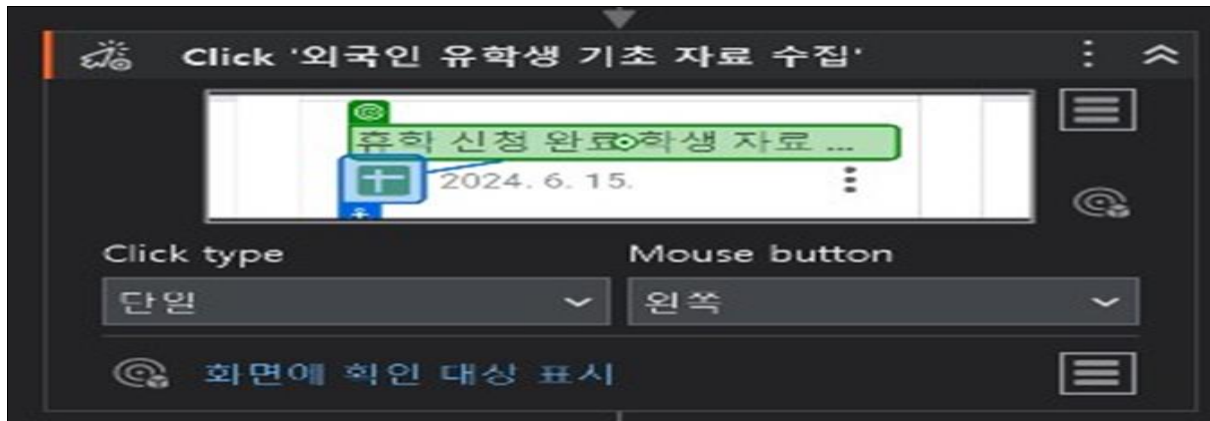 Click '외국인 유학생 기초 자료 수집'
휴학 신청 완료 학생 자료 ...
2024. 6. 15.
Click type
Mouse button
단일
왼쪽
화면에 확인 대상 표시